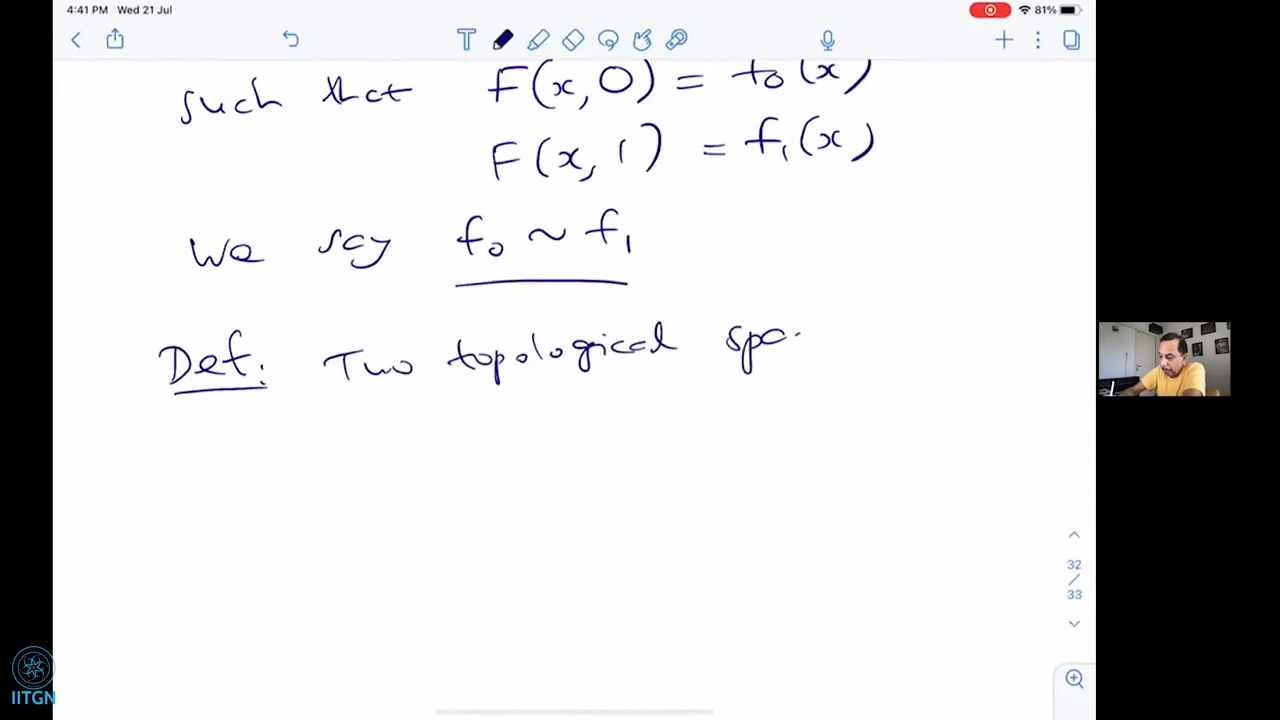 4:41 PM Wed 21 Jul
81%
such that F(x, 0) = f₀(x)
F(x, 1) = f₁(x)
We say f₀ ~ f₁
Def: Two topological spa
32
/
33
IITGN